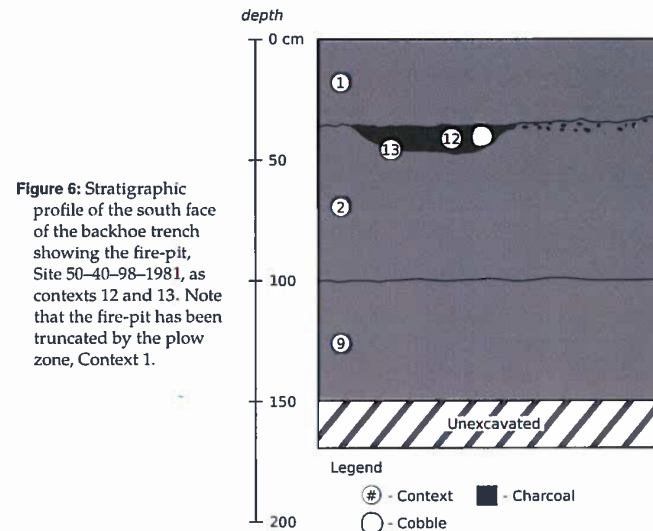 depth
0 cm
1
12
13
50
Figure 6: Stratigraphic
profile of the south face
of the backhoe trench
showing the fire-pit,
Site 50–40–98–1981, as
contexts 12 and 13. Note
that the fire-pit has been
truncated by the plow
zone, Context 1.
2
100
9
150
Unexcavated
Legend
# - Context
- Charcoal
- Cobble
200